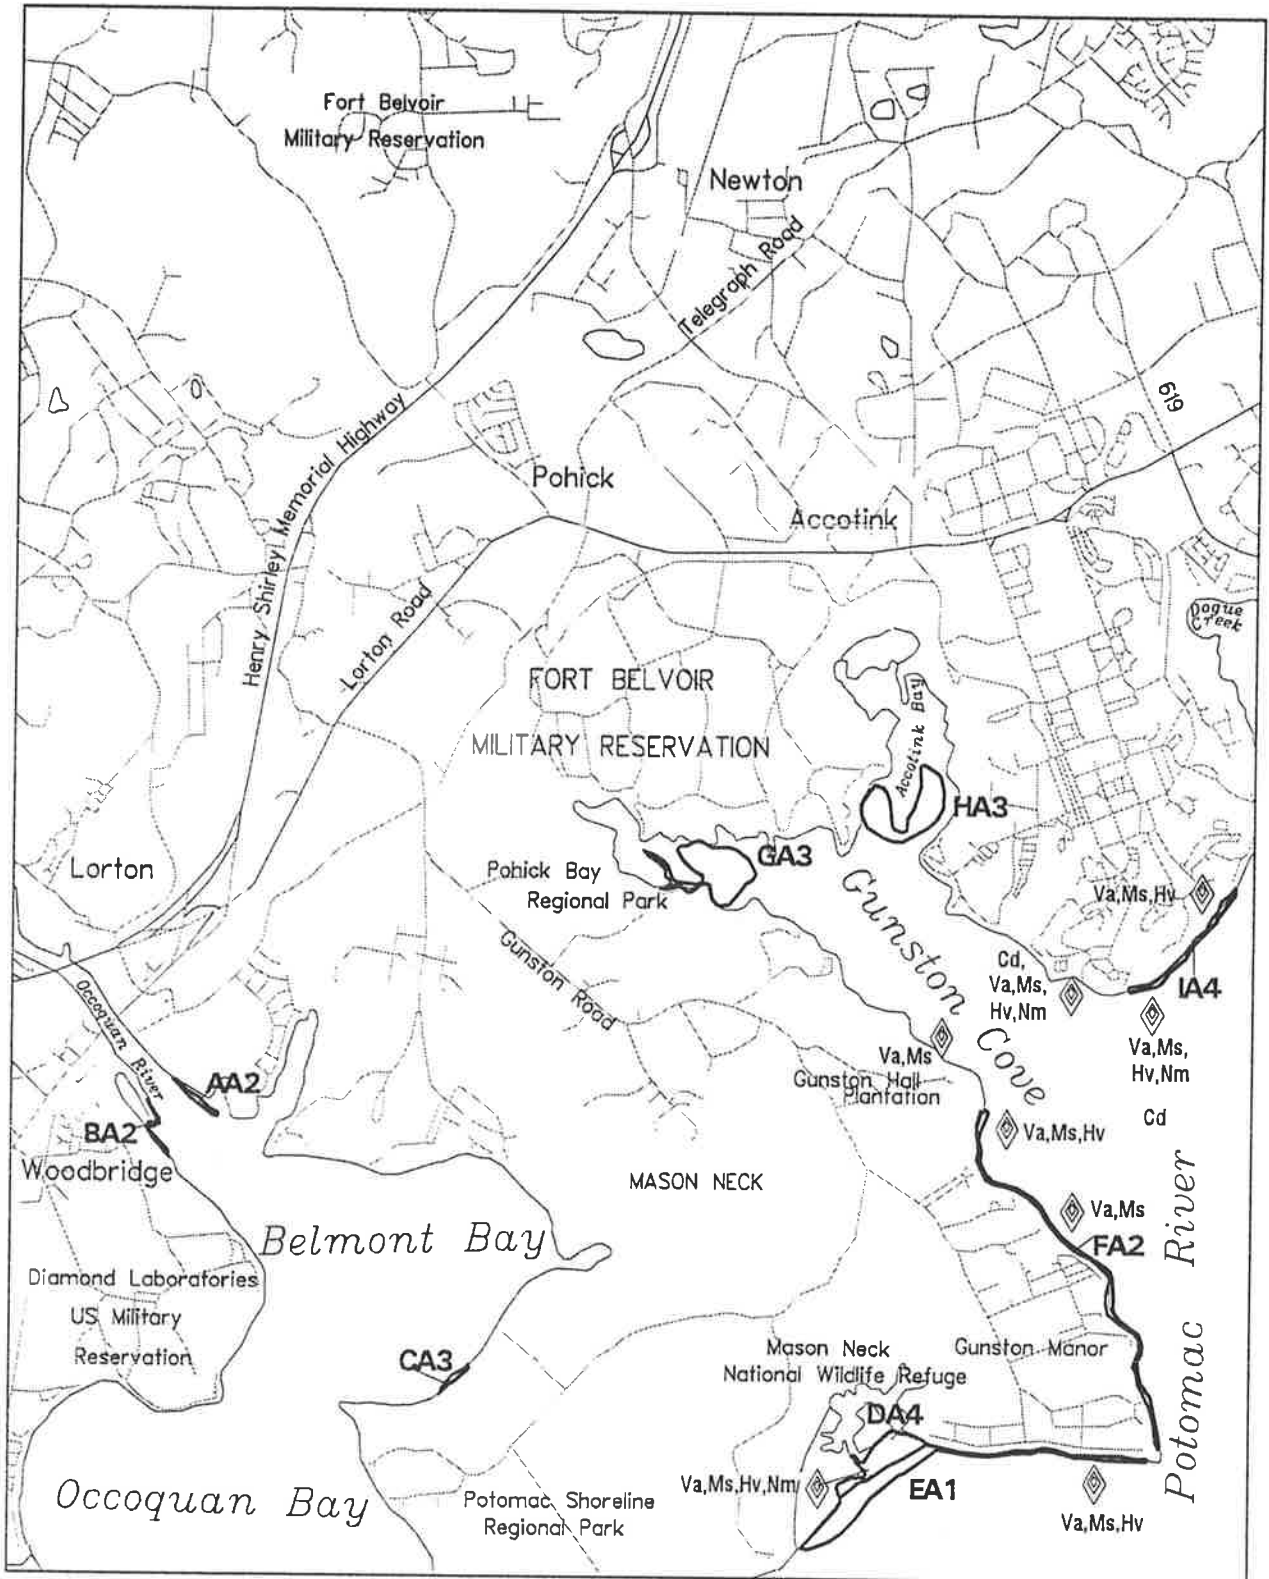 Fort Belvoir
Military Reservation
Newton
Telegraph Road
619
Henry Shirley Memorial Highway
Pohick
Accotink
Lorton Road
Dogue
Creek
FORT BELVOIR
MILITARY RESERVATION
Accotink Bay
HA3
GA3
Lorton
Pohick Bay
Regional Park
Gunston Cove
Va,Ms,Hv
Gunston Road
Cd,
Va,Ms,
Hv,Nm
IA4
Occoquan River
Va,Ms
Va,Ms,
Hv,Nm
AA2
Gunston Hall
Plantation
BA2
Va,Ms,Hv
Cd
Woodbridge
MASON NECK
Va,Ms
Belmont Bay
FA2
Potomac River
Diamond Laboratories
US Military
Reservation
CA3
Mason Neck
National Wildlife Refuge
Gunston Manor
DA4
Va,Ms,Hv,Nm
EA1
Occoquan Bay
Potomac Shoreline
Regional Park
Va,Ms,Hv